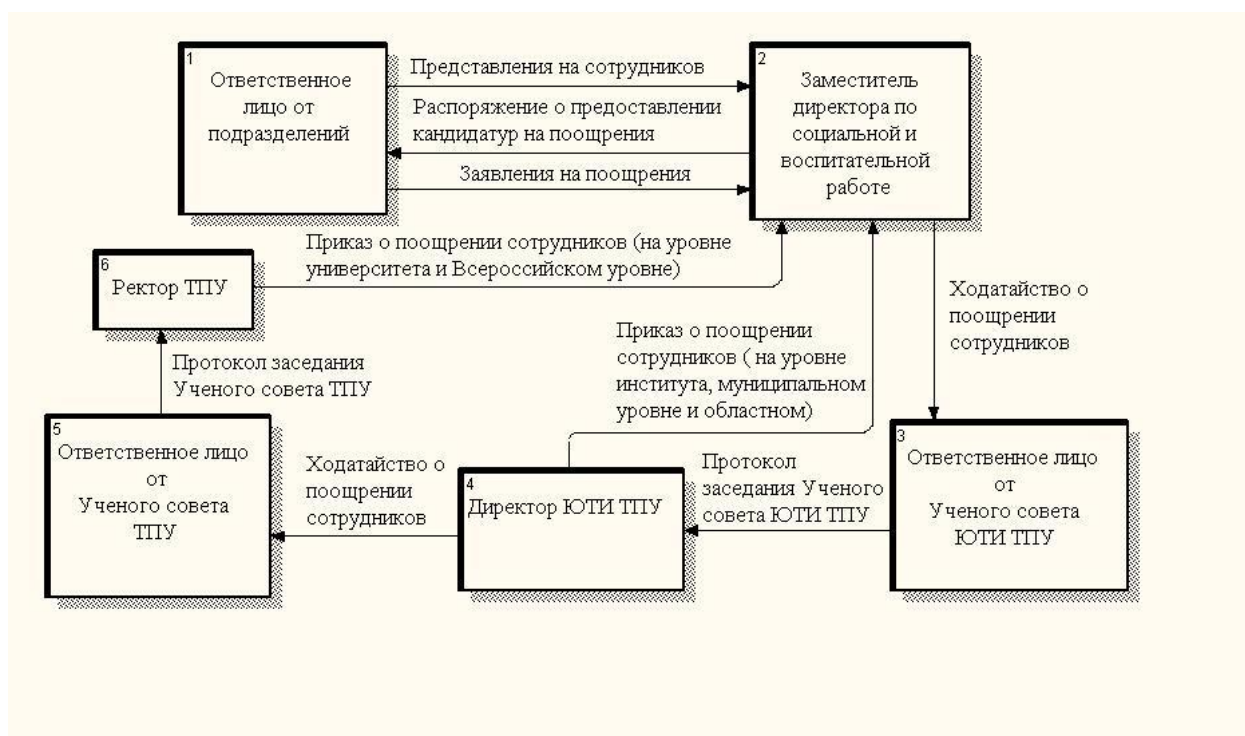 1
Ответственное
лицо от
подразделений
Представления на сотрудников
Распоряжение о предоставлении
кандидатур на поощрения
Заявления на поощрения
2
Заместитель
директора по
социальной и
воспитательной
работе
6
Ректор ТПУ
Приказ о поощрении сотрудников (на уровне
университета и Всероссийском уровне)
Ходатайство о
поощрении
сотрудников
Приказ о поощрении
сотрудников ( на уровне
института, муниципальном
уровне и областном)
Протокол заседания
Ученого совета ТПУ
5
Ответственное лицо
от
Ученого совета
ТПУ
Ходатайство о
поощрении
сотрудников
4
Директор ЮТИ ТПУ
Протокол
заседания Ученого
совета ЮТИ ТПУ
3
Ответственное лицо
от
Ученого совета
ЮТИ ТПУ